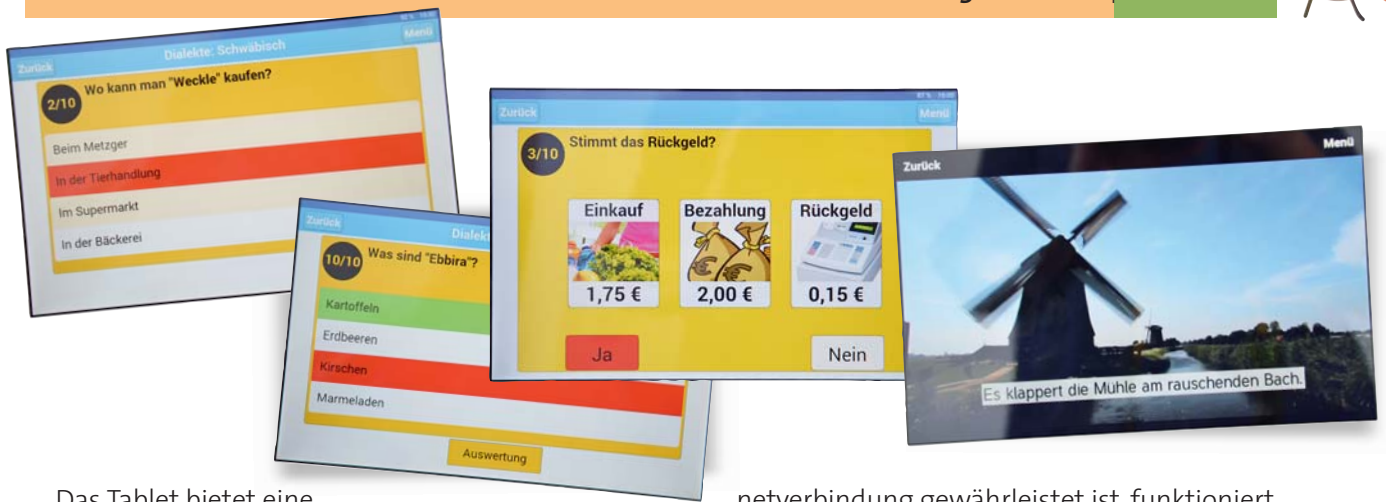 82 % 16:00
Zurück
Dialekte: Schwäbisch
Menü
2/10
Wo kann man "Weckle" kaufen?
Beim Metzger
In der Tierhandlung
Im Supermarkt
In der Bäckerei
Zurück
10/10
Was sind "Ebbira"?
Kartoffeln
Erdbeeren
Kirschen
Marmeladen
Auswertung
Zurück
Menü
3/10
Stimmt das Rückgeld?
Einkauf
Bezahlung
Rückgeld
1,75 €
2,00 €
0,15 €
Ja
Nein
Zurück
Menü
Es klappert die Mühle am rauschenden Bach.
Das Tablet bietet eine
netverbindung gewährleistet ist, funktioniert